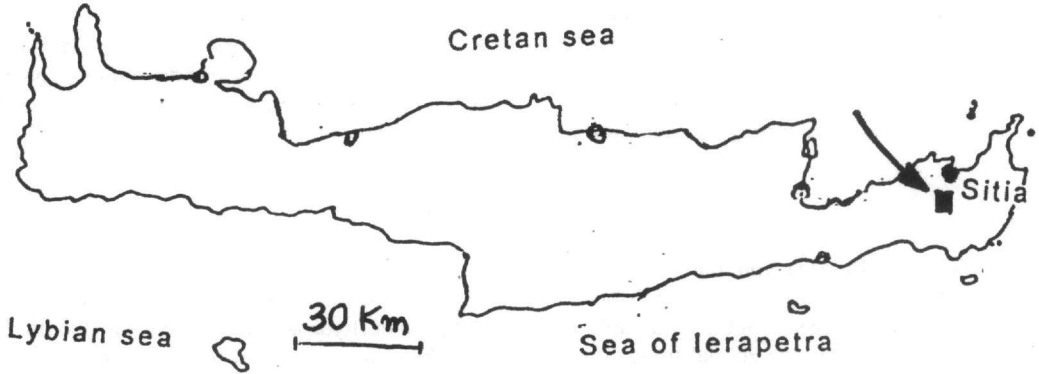 Cretan sea
Sitia
30 Km
Lybian sea
Sea of Ierapetra